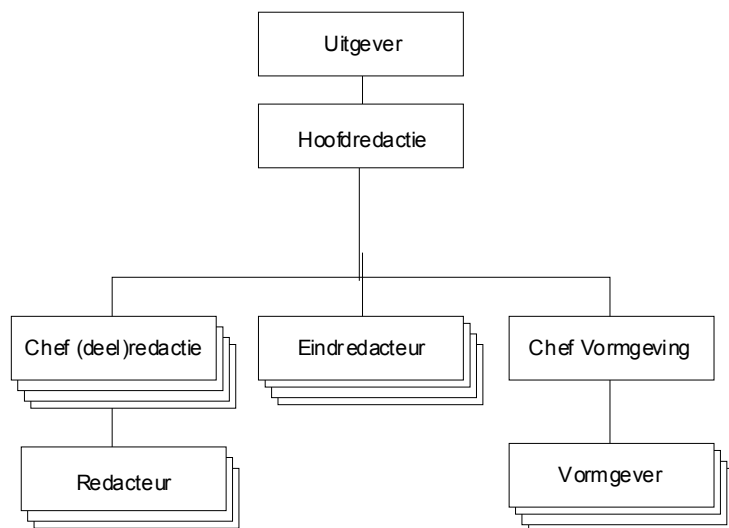 Uitgever
Hoofdredactie
Chef (deel)redactie
Eindredacteur
Chef Vormgeving
Redacteur
Vormgever